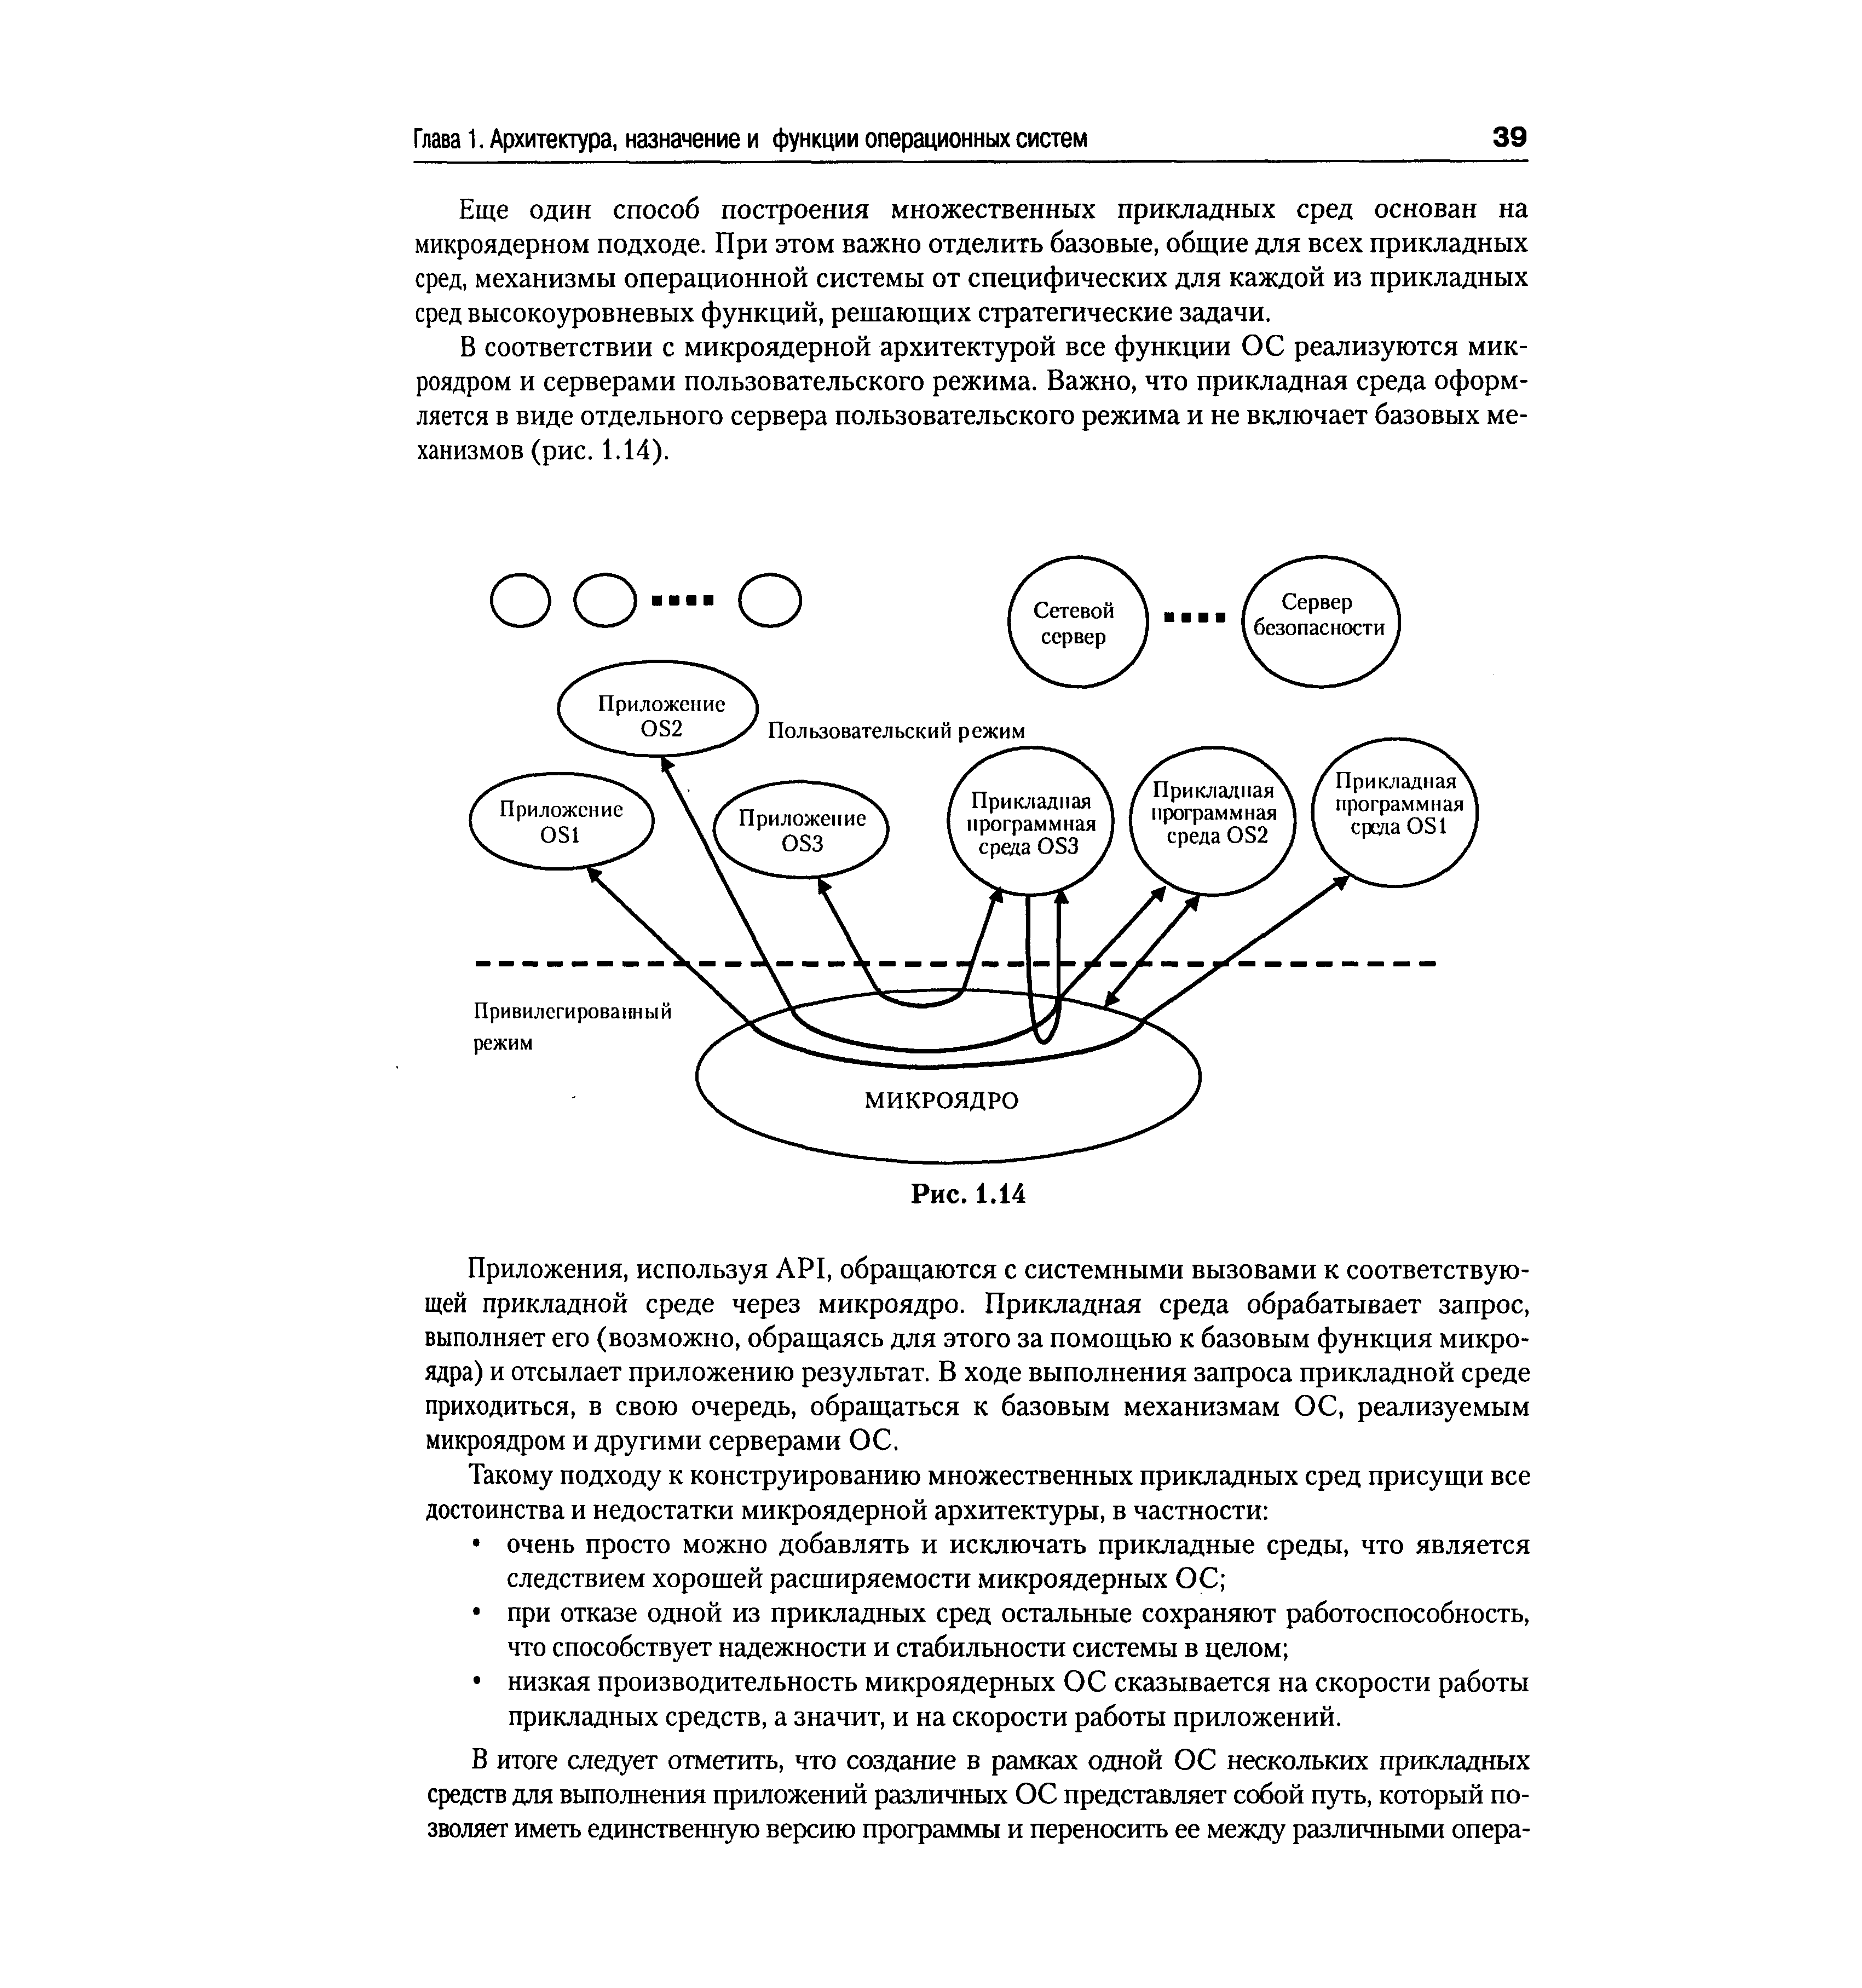 Глава 1. Архитектура, назначение и функции операционных систем 39
Еще один способ построения множественных прикладных сред основан на
микроядерном подходе. При этом важно отделить базовые, общие для всех прикладных
сред, механизмы операционной системы от специфических для каждой из прикладных
сред высокоуровневых функций, решающих стратегические задачи.
В соответствии с микроядерной архитектурой все функции ОС реализуются мик-
роядром и серверами пользовательского режима. Важно, что прикладная среда оформ-
ляется в виде отдельного сервера пользовательского режима и не включает базовых ме-
ханизмов (рис. 1.14).
Сетевой
сервер
Сервер
безопасности
Приложение
OS2
Пользовательский режим
Приложение
OS1
Приложение
OS3
Прикладная
программная
среда OS3
Прикладная
программная
среда OS2
Прикладная
программная
среда OS1
Привилегированный
режим
МИКРОЯДРО
Рис. 1.14
Приложения, используя API, обращаются с системными вызовами к соответствую-
щей прикладной среде через микроядро. Прикладная среда обрабатывает запрос,
выполняет его (возможно, обращаясь для этого за помощью к базовым функция микро-
ядра) и отсылает приложению результат. В ходе выполнения запроса прикладной среде
приходиться, в свою очередь, обращаться к базовым механизмам ОС, реализуемым
микроядром и другими серверами ОС.
Такому подходу к конструированию множественных прикладных сред присущи все
достоинства и недостатки микроядерной архитектуры, в частности:
• очень просто можно добавлять и исключать прикладные среды, что является
следствием хорошей расширяемости микроядерных ОС;
• при отказе одной из прикладных сред остальные сохраняют работоспособность,
что способствует надежности и стабильности системы в целом;
• низкая производительность микроядерных ОС сказывается на скорости работы
прикладных средств, а значит, и на скорости работы приложений.
В итоге следует отметить, что создание в рамках одной ОС нескольких прикладных
средств для выполнения приложений различных ОС представляет собой путь, который по-
зволяет иметь единственную версию программы и переносить ее между различными опера-